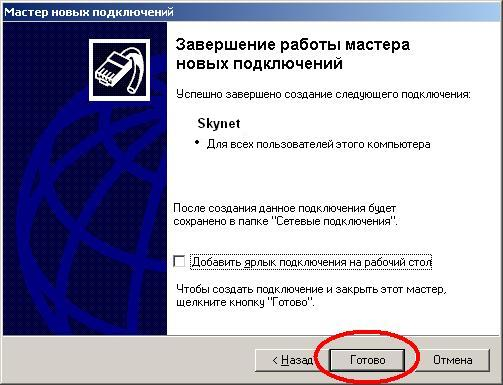 Мастер новых подключений
Завершение работы мастера
новых подключений
Успешно завершено создание следующего подключения:
Skynet
• Для всех пользователей этого компьютера
После создания данное подключения будет
сохранено в папке "Сетевые подключения".
Добавить ярлык подключения на рабочий стол
Чтобы создать подключение и закрыть этот мастер,
щелкните кнопку "Готово".
< Назад
Готово
Отмена